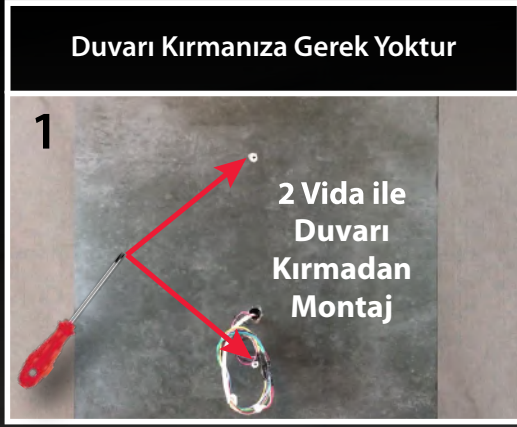 Duvarı Kırmanıza Gerek Yoktur
1
2 Vida ile
Duvarı
Kırmadan
Montaj